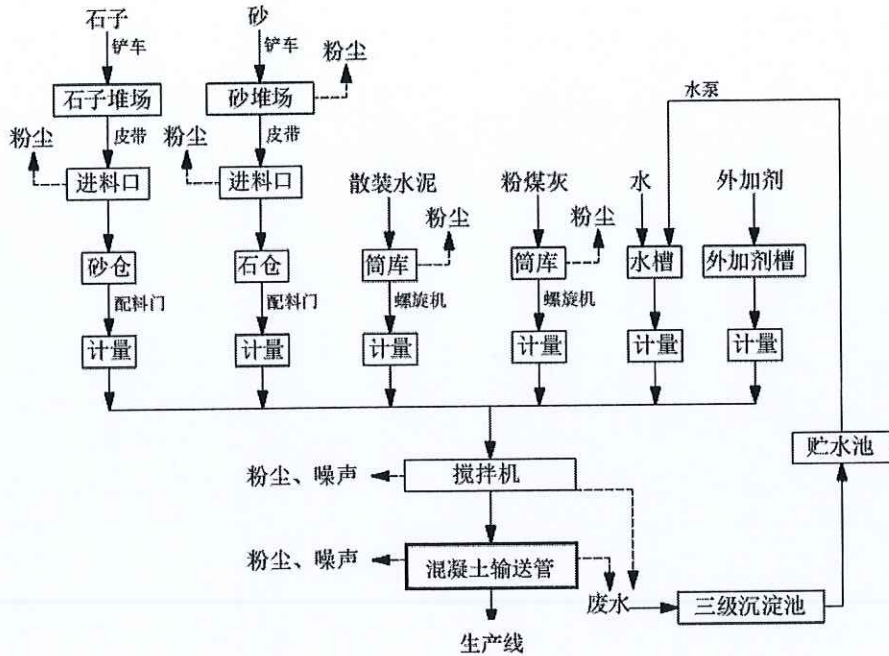 石子
砂
铲车
铲车
粉尘
石子堆场
砂堆场
水泵
粉尘
皮带
粉尘
皮带
进料口
进料口
散装水泥
粉煤灰
水
外加剂
粉尘
粉尘
砂仓
石仓
筒库
筒库
水槽
外加剂槽
配料门
配料门
螺旋机
螺旋机
计量
计量
计量
计量
计量
计量
贮水池
粉尘、噪声
搅拌机
粉尘、噪声
混凝土输送管
废水
三级沉淀池
生产线